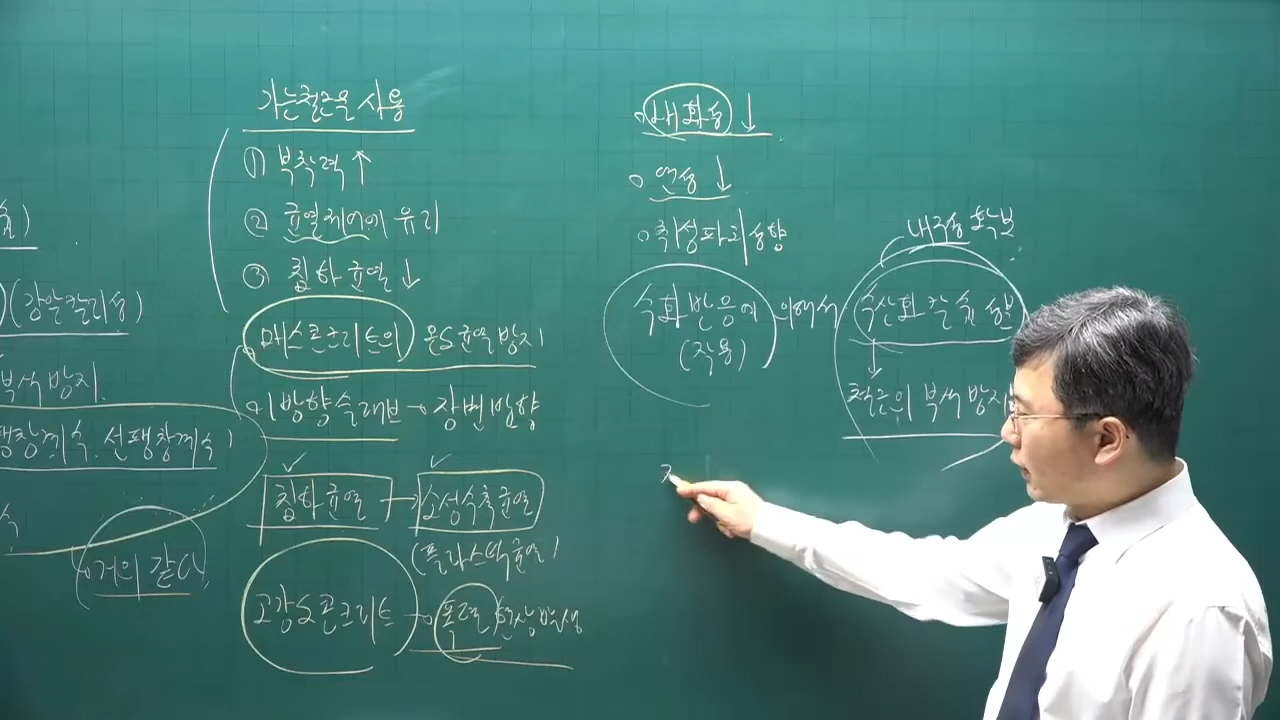 (강알칼리성)
부식방지
팽창계수 선팽창계수
거의 같다
가는철근을 사용
① 부착력 ↑
② 균열제어에 유리
③ 침하균열 ↓
매스콘크리트의 온도균열방지
1방향슬래브 → 장변방향
침하균열 → 소성수축균열
(플라스틱균열)
고강도콘크리트 → 폭렬현상발생
내화성 ↓
연성 ↓
취성파괴성향
수화반응에 의해서 수산화칼슘
(작용)
내구성 확보
↓
철근의 부식방지